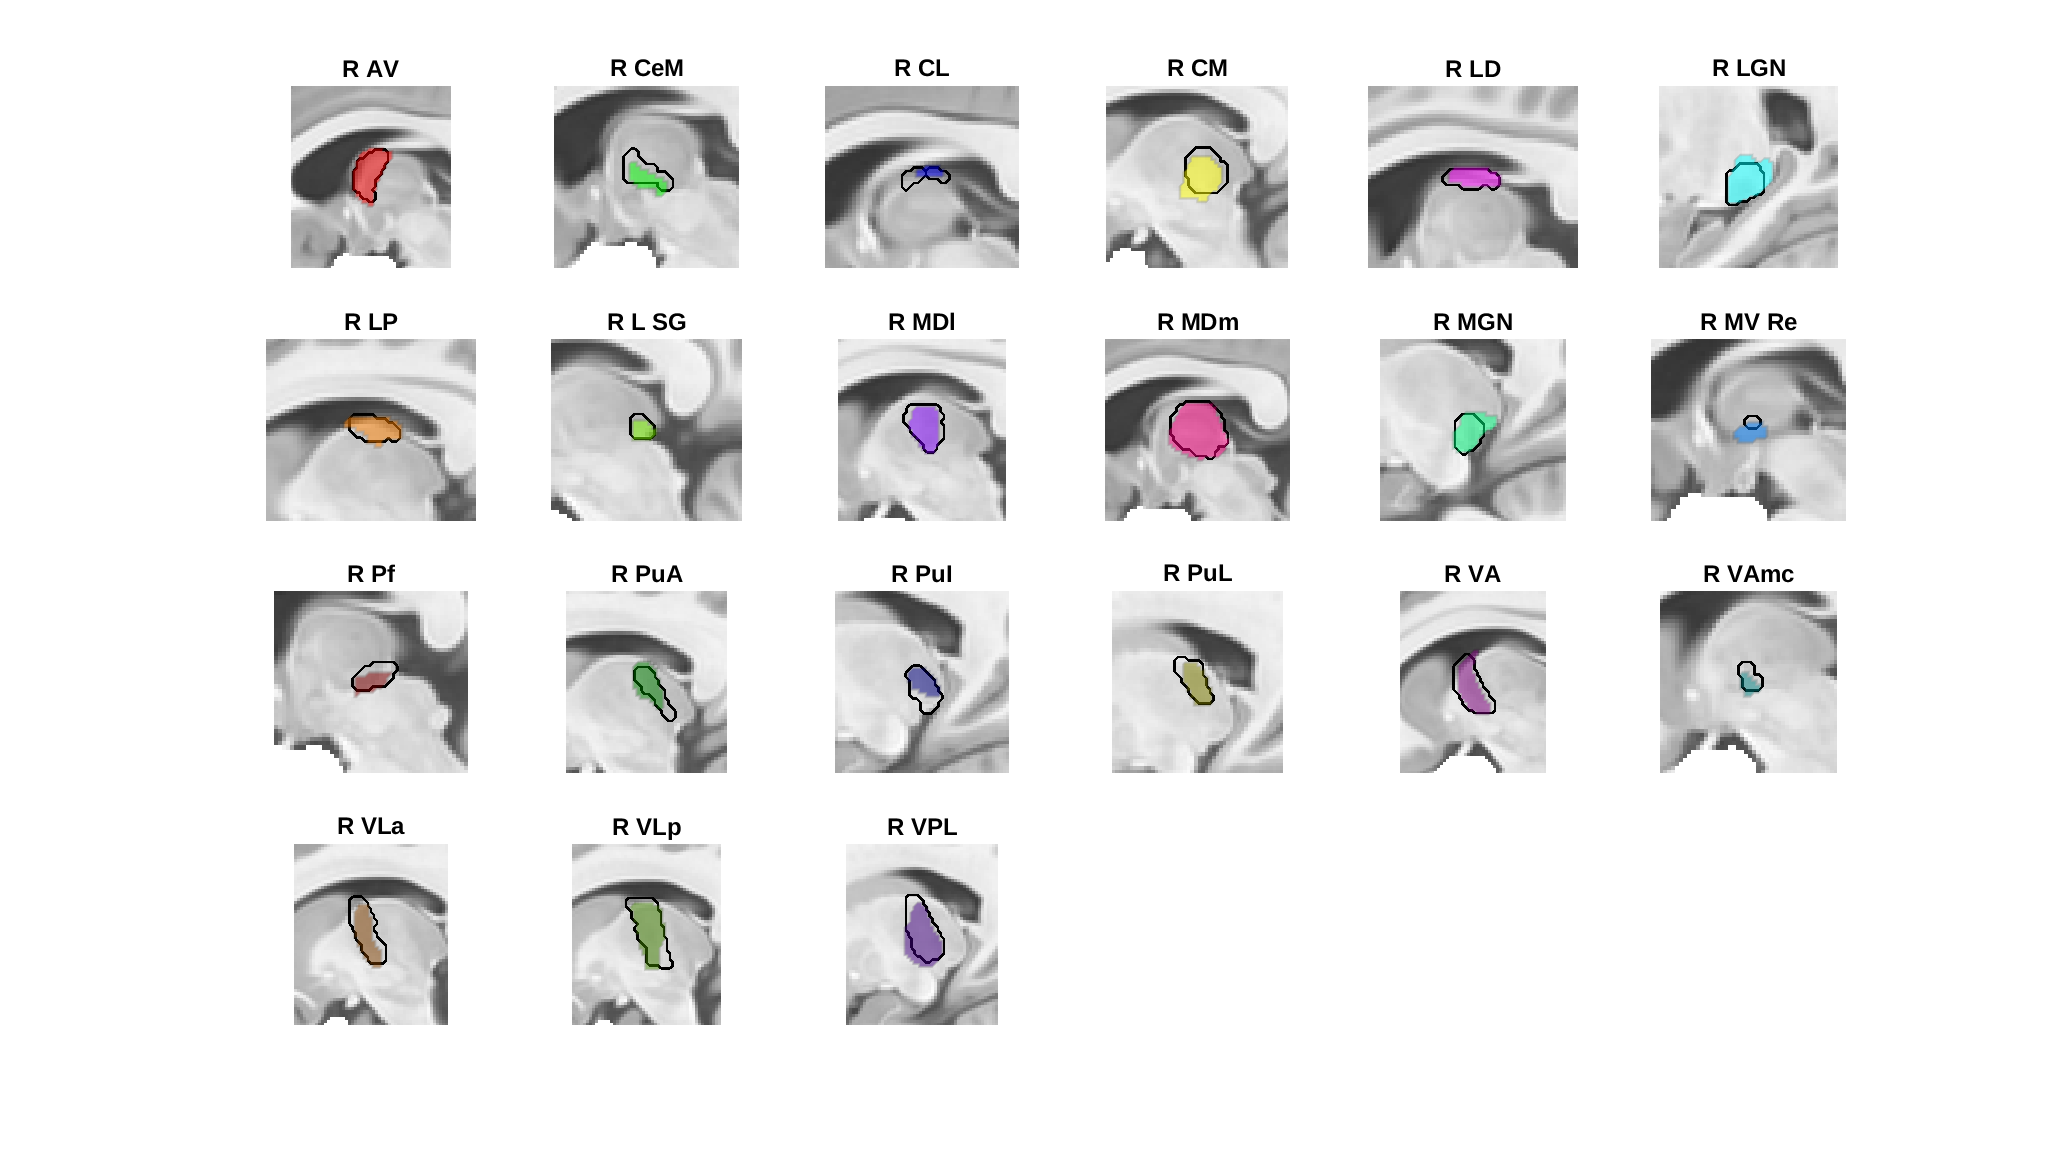 R AV
R CeM
R CL
R CM
R LD
R LGN
R LP
R L SG
R MDl
R MDm
R MGN
R MV Re
R Pf
R PuA
R PuI
R PuL
R VA
R VAmc
R VLa
R VLp
R VPL